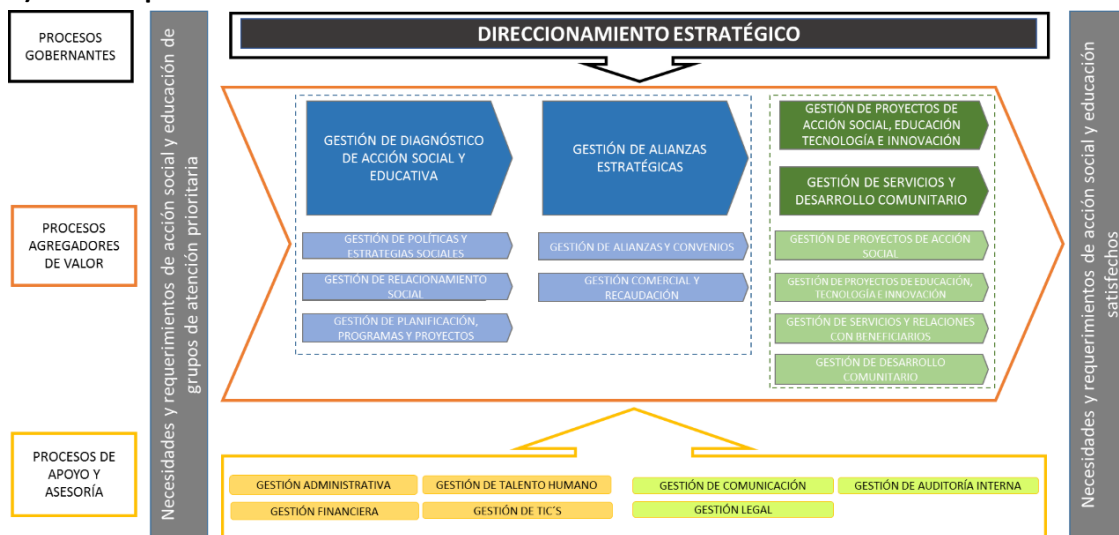 PROCESOS
GOBERNANTES
Necesidades y requerimientos de acción social y educación de
grupos de atención prioritaria
DIRECCIONAMIENTO ESTRATÉGICO
PROCESOS
AGREGADORES
DE VALOR
GESTIÓN DE DIAGNÓSTICO
DE ACCIÓN SOCIAL Y
EDUCATIVA
GESTIÓN DE POLÍTICAS Y
ESTRATEGIAS SOCIALES
GESTIÓN DE RELACIONAMIENTO
SOCIAL
GESTIÓN DE PLANIFICACIÓN,
PROGRAMAS Y PROYECTOS
GESTIÓN DE ALIANZAS
ESTRATÉGICAS
GESTIÓN DE ALIANZAS Y CONVENIOS
GESTIÓN COMERCIAL Y
RECAUDACIÓN
GESTIÓN DE PROYECTOS DE
ACCIÓN SOCIAL, EDUCACIÓN
TECNOLOGÍA E INNOVACIÓN
GESTIÓN DE SERVICIOS Y
DESARROLLO COMUNITARIO
GESTIÓN DE PROYECTOS DE ACCIÓN
SOCIAL
GESTIÓN DE PROYECTOS DE EDUCACIÓN,
TECNOLOGÍA E INNOVACIÓN
GESTIÓN DE SERVICIOS Y RELACIONES
CON BENEFICIARIOS
GESTIÓN DE DESARROLLO
COMUNITARIO
Necesidades y requerimientos de acción social y educación
satisfechos
PROCESOS DE
APOYO Y
ASESORÍA
GESTIÓN ADMINISTRATIVA
GESTIÓN DE TALENTO HUMANO
GESTIÓN DE COMUNICACIÓN
GESTIÓN DE AUDITORÍA INTERNA
GESTIÓN FINANCIERA
GESTIÓN DE TIC´S
GESTIÓN LEGAL